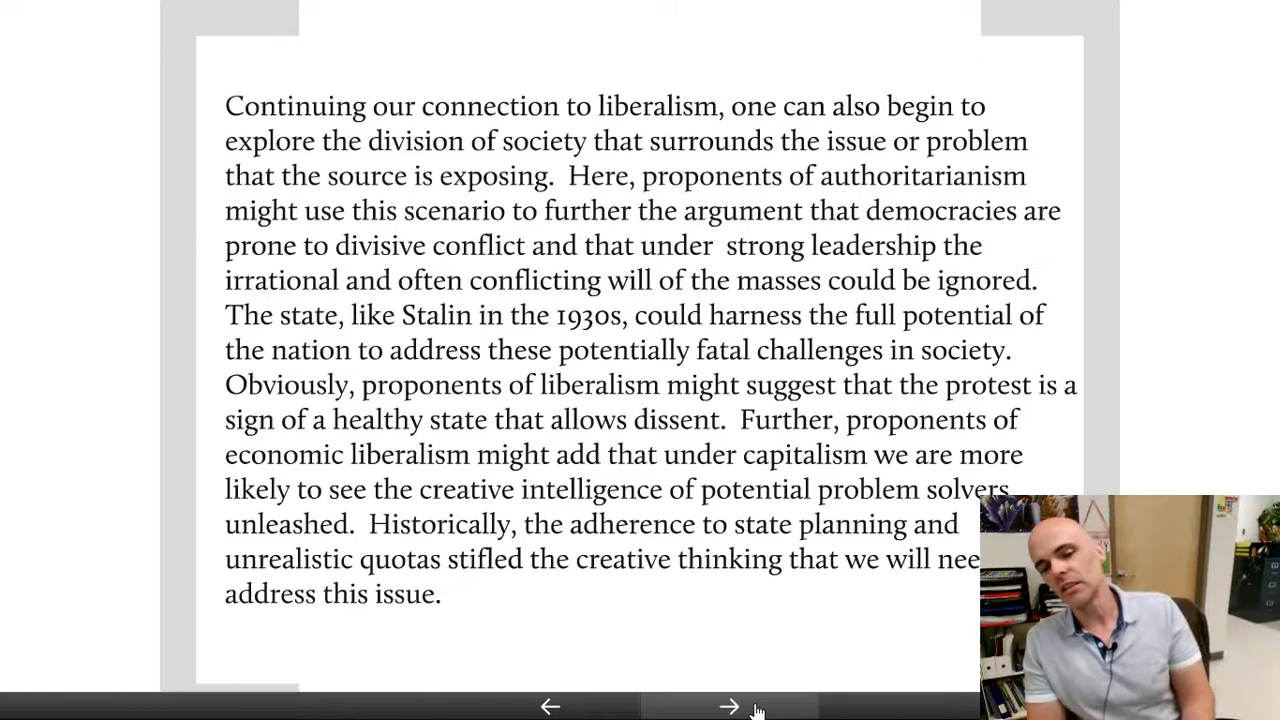 Continuing our connection to liberalism, one can also begin to
explore the division of society that surrounds the issue or problem
that the source is exposing.  Here, proponents of authoritarianism
might use this scenario to further the argument that democracies are
prone to divisive conflict and that under  strong leadership the
irrational and often conflicting will of the masses could be ignored.
The state, like Stalin in the 1930s, could harness the full potential of
the nation to address these potentially fatal challenges in society.
Obviously, proponents of liberalism might suggest that the protest is a
sign of a healthy state that allows dissent.  Further, proponents of
economic liberalism might add that under capitalism we are more
likely to see the creative intelligence of potential problem solvers
unleashed.  Historically, the adherence to state planning and
unrealistic quotas stifled the creative thinking that we will nee
address this issue.